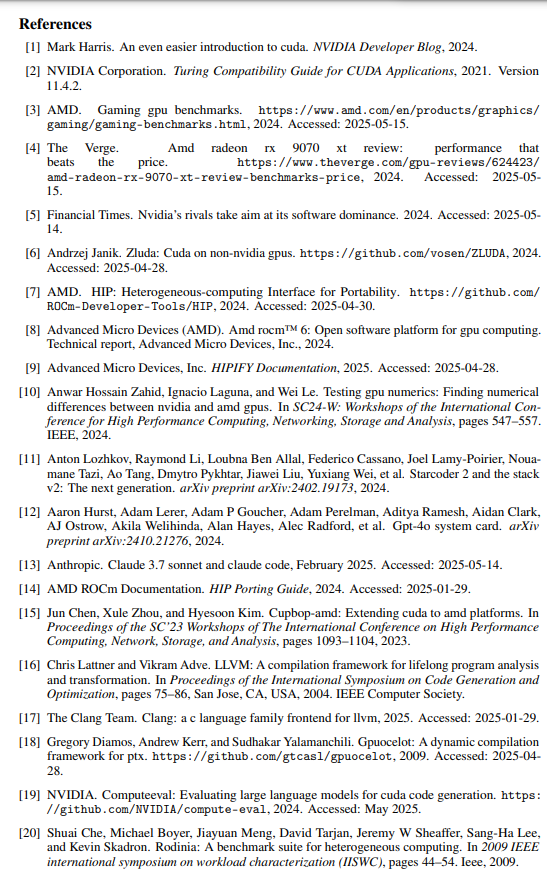 References
[1] Mark Harris. An even easier introduction to cuda. NVIDIA Developer Blog, 2024.
[2] NVIDIA Corporation. Turing Compatibility Guide for CUDA Applications, 2021. Version
11.4.2.
[3] AMD. Gaming gpu benchmarks. https://www.amd.com/en/products/graphics/
gaming/gaming-benchmarks.html, 2024. Accessed: 2025-05-15.
[4] The Verge. Amd radeon rx 9070 xt review: performance that
beats the price. https://www.theverge.com/gpu-reviews/624423/
amd-radeon-rx-9070-xt-review-benchmarks-price, 2024. Accessed: 2025-05-
15.
[5] Financial Times. Nvidia's rivals take aim at its software dominance. 2024. Accessed: 2025-05-
14.
[6] Andrzej Janik. Zluda: Cuda on non-nvidia gpus. https://github.com/vosen/ZLUDA, 2024.
Accessed: 2025-04-28.
[7] AMD. HIP: Heterogeneous-computing Interface for Portability. https://github.com/
ROCm-Developer-Tools/HIP, 2024. Accessed: 2025-04-30.
[8] Advanced Micro Devices (AMD). Amd rocm™ 6: Open software platform for gpu computing.
Technical report, Advanced Micro Devices, Inc., 2024.
[9] Advanced Micro Devices, Inc. HIPIFY Documentation, 2025. Accessed: 2025-04-28.
[10] Anwar Hossain Zahid, Ignacio Laguna, and Wei Le. Testing gpu numerics: Finding numerical
differences between nvidia and amd gpus. In SC24-W: Workshops of the International Con-
ference for High Performance Computing, Networking, Storage and Analysis, pages 547–557.
IEEE, 2024.
[11] Anton Lozhkov, Raymond Li, Loubna Ben Allal, Federico Cassano, Joel Lamy-Poirier, Noua-
mane Tazi, Ao Tang, Dmytro Pykhtar, Jiawei Liu, Yuxiang Wei, et al. Starcoder 2 and the stack
v2: The next generation. arXiv preprint arXiv:2402.19173, 2024.
[12] Aaron Hurst, Adam Lerer, Adam P Goucher, Adam Perelman, Aditya Ramesh, Aidan Clark,
AJ Ostrow, Akila Welihinda, Alan Hayes, Alec Radford, et al. Gpt-4o system card. arXiv
preprint arXiv:2410.21276, 2024.
[13] Anthropic. Claude 3.7 sonnet and claude code, February 2025. Accessed: 2025-05-14.
[14] AMD ROCm Documentation. HIP Porting Guide, 2024. Accessed: 2025-01-29.
[15] Jun Chen, Xule Zhou, and Hyesoon Kim. Cupbop-amd: Extending cuda to amd platforms. In
Proceedings of the SC'23 Workshops of The International Conference on High Performance
Computing, Network, Storage, and Analysis, pages 1093–1104, 2023.
[16] Chris Lattner and Vikram Adve. LLVM: A compilation framework for lifelong program analysis
and transformation. In Proceedings of the International Symposium on Code Generation and
Optimization, pages 75–86, San Jose, CA, USA, 2004. IEEE Computer Society.
[17] The Clang Team. Clang: a c language family frontend for llvm, 2025. Accessed: 2025-01-29.
[18] Gregory Diamos, Andrew Kerr, and Sudhakar Yalamanchili. Gpuocelot: A dynamic compilation
framework for ptx. https://github.com/gtcasl/gpuocelot, 2009. Accessed: 2025-04-
28.
[19] NVIDIA. Computeeval: Evaluating large language models for cuda code generation. https:
//github.com/NVIDIA/compute-eval, 2024. Accessed: May 2025.
[20] Shuai Che, Michael Boyer, Jiayuan Meng, David Tarjan, Jeremy W Sheaffer, Sang-Ha Lee,
and Kevin Skadron. Rodinia: A benchmark suite for heterogeneous computing. In 2009 IEEE
international symposium on workload characterization (IISWC), pages 44–54. Ieee, 2009.